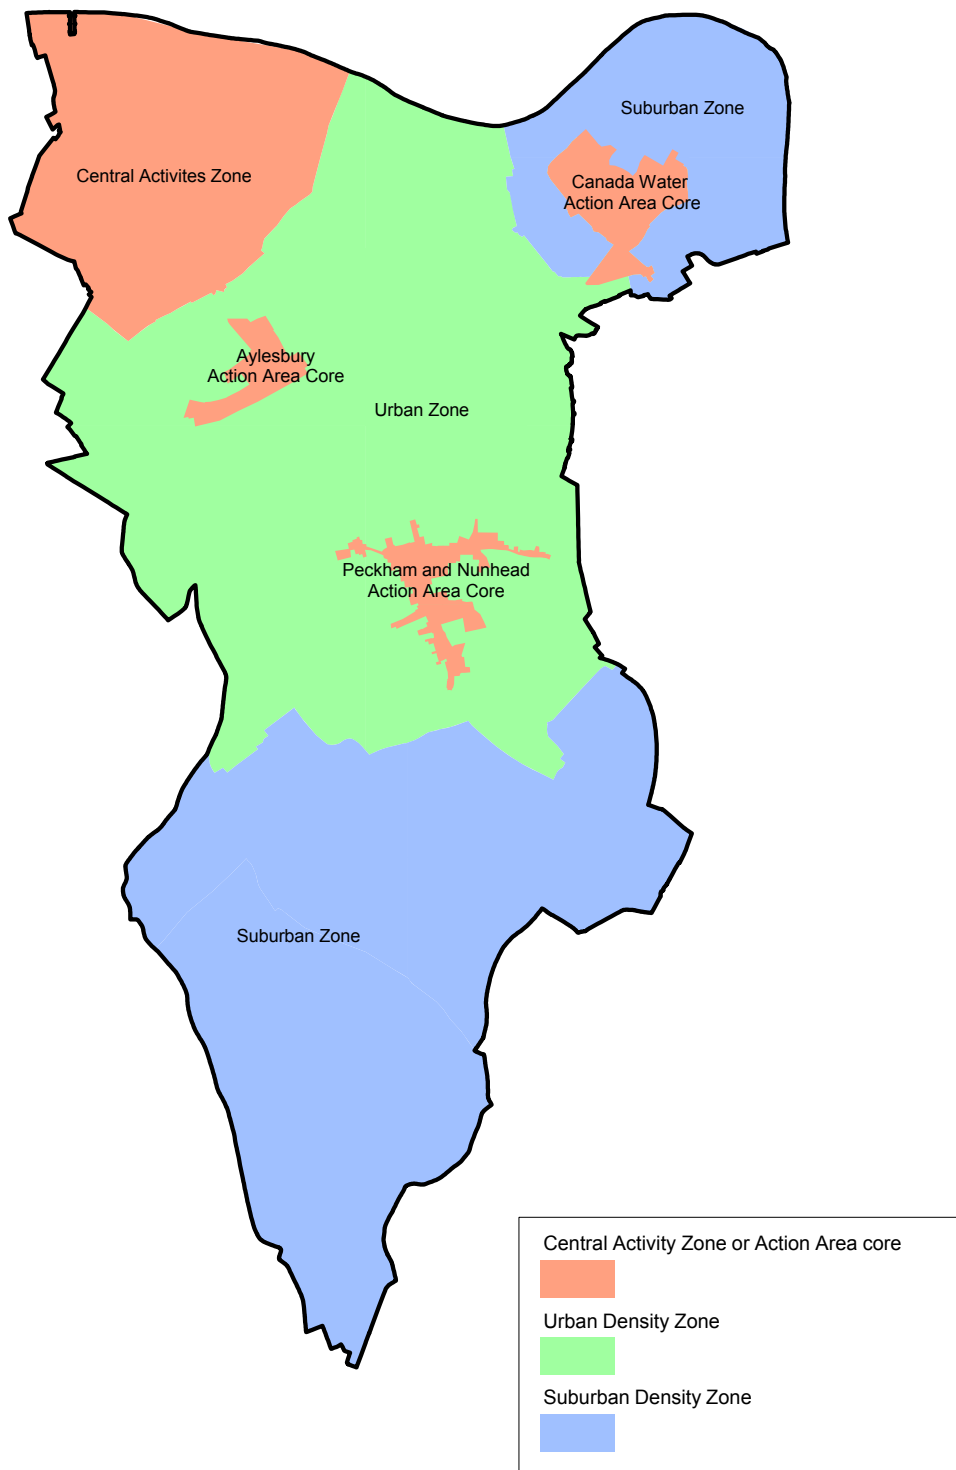 Suburban Zone
Central Activites Zone
Canada Water
Action Area Core
Aylesbury
Action Area Core
Urban Zone
Peckham and Nunhead
Action Area Core
Suburban Zone
Central Activity Zone or Action Area core
Urban Density Zone
Suburban Density Zone